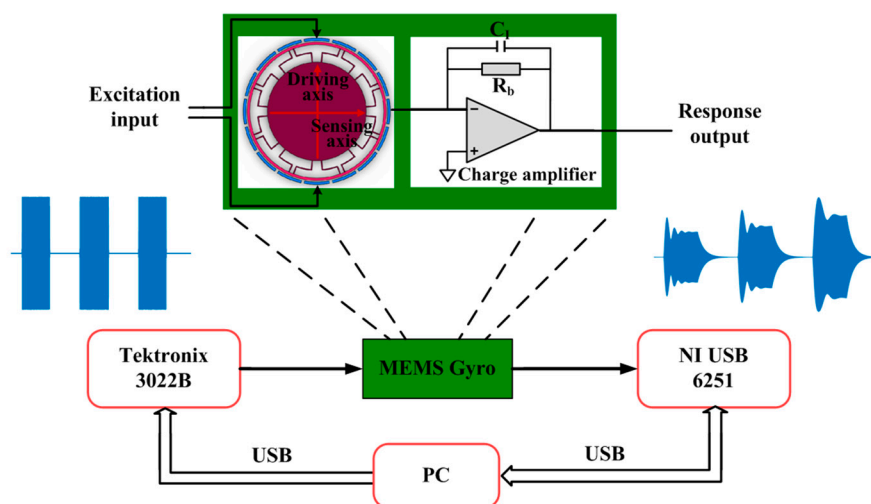 C₁
R_b
Driving
axis
Sensing
axis
Excitation
input
−
+
Charge amplifier
Response
output
Tektronix
3022B
MEMS Gyro
NI USB
6251
USB
USB
PC